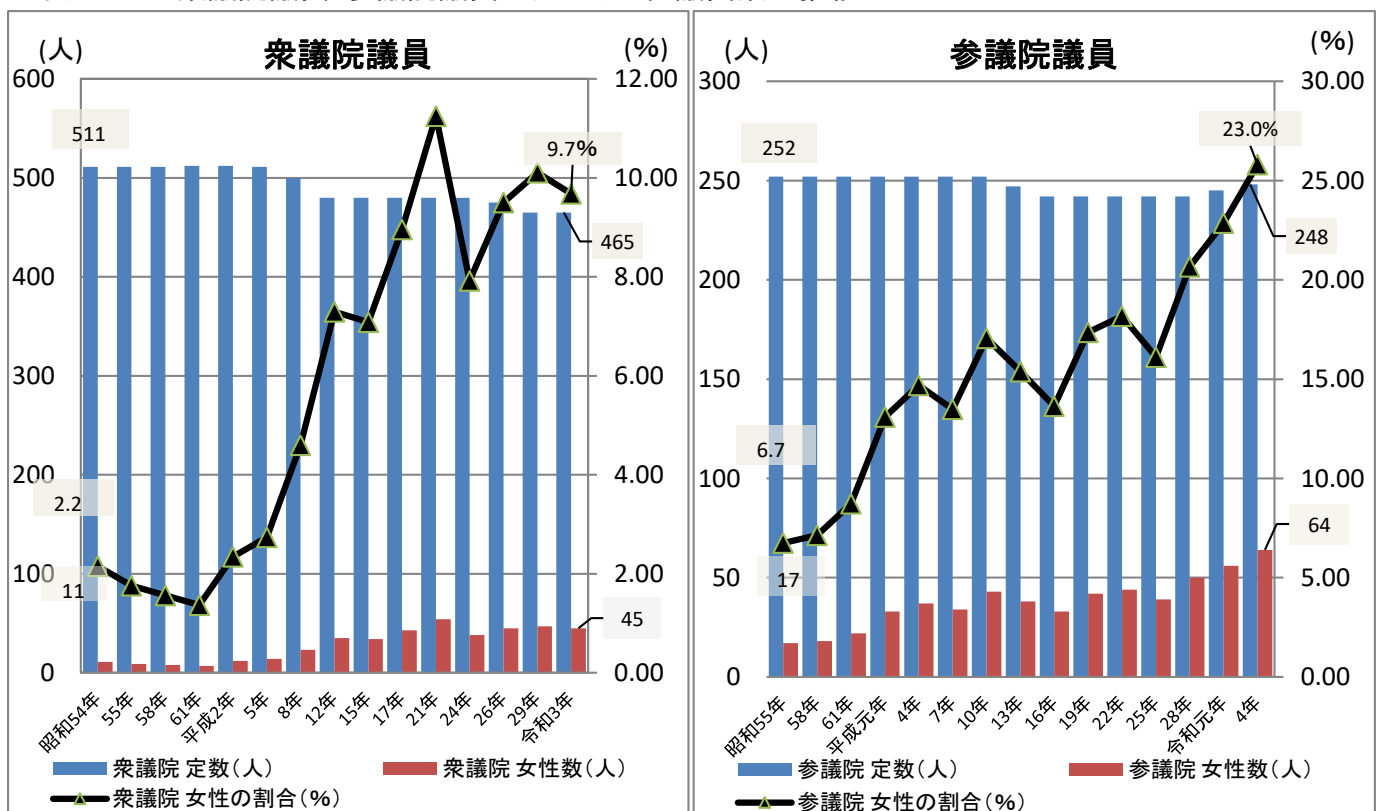 (人)
衆議院議員
(%)
600
500
400
300
200
100
0
12.00
10.00
8.00
6.00
4.00
2.00
0.00
511
9.7%
465
2.2
11
45
昭和54年
55年
58年
61年
平成2年
5年
8年
12年
15年
17年
21年
24年
26年
29年
令和3年
衆議院 定数(人)
衆議院 女性数(人)
衆議院 女性の割合(%)
(人)
参議院議員
(%)
300
250
200
150
100
50
0
30.00
25.00
20.00
15.00
10.00
5.00
0.00
252
23.0%
248
6.7
17
64
昭和55年
58年
61年
平成元年
4年
7年
10年
13年
16年
19年
22年
25年
28年
令和元年
4年
参議院 定数(人)
参議院 女性数(人)
参議院 女性の割合(%)